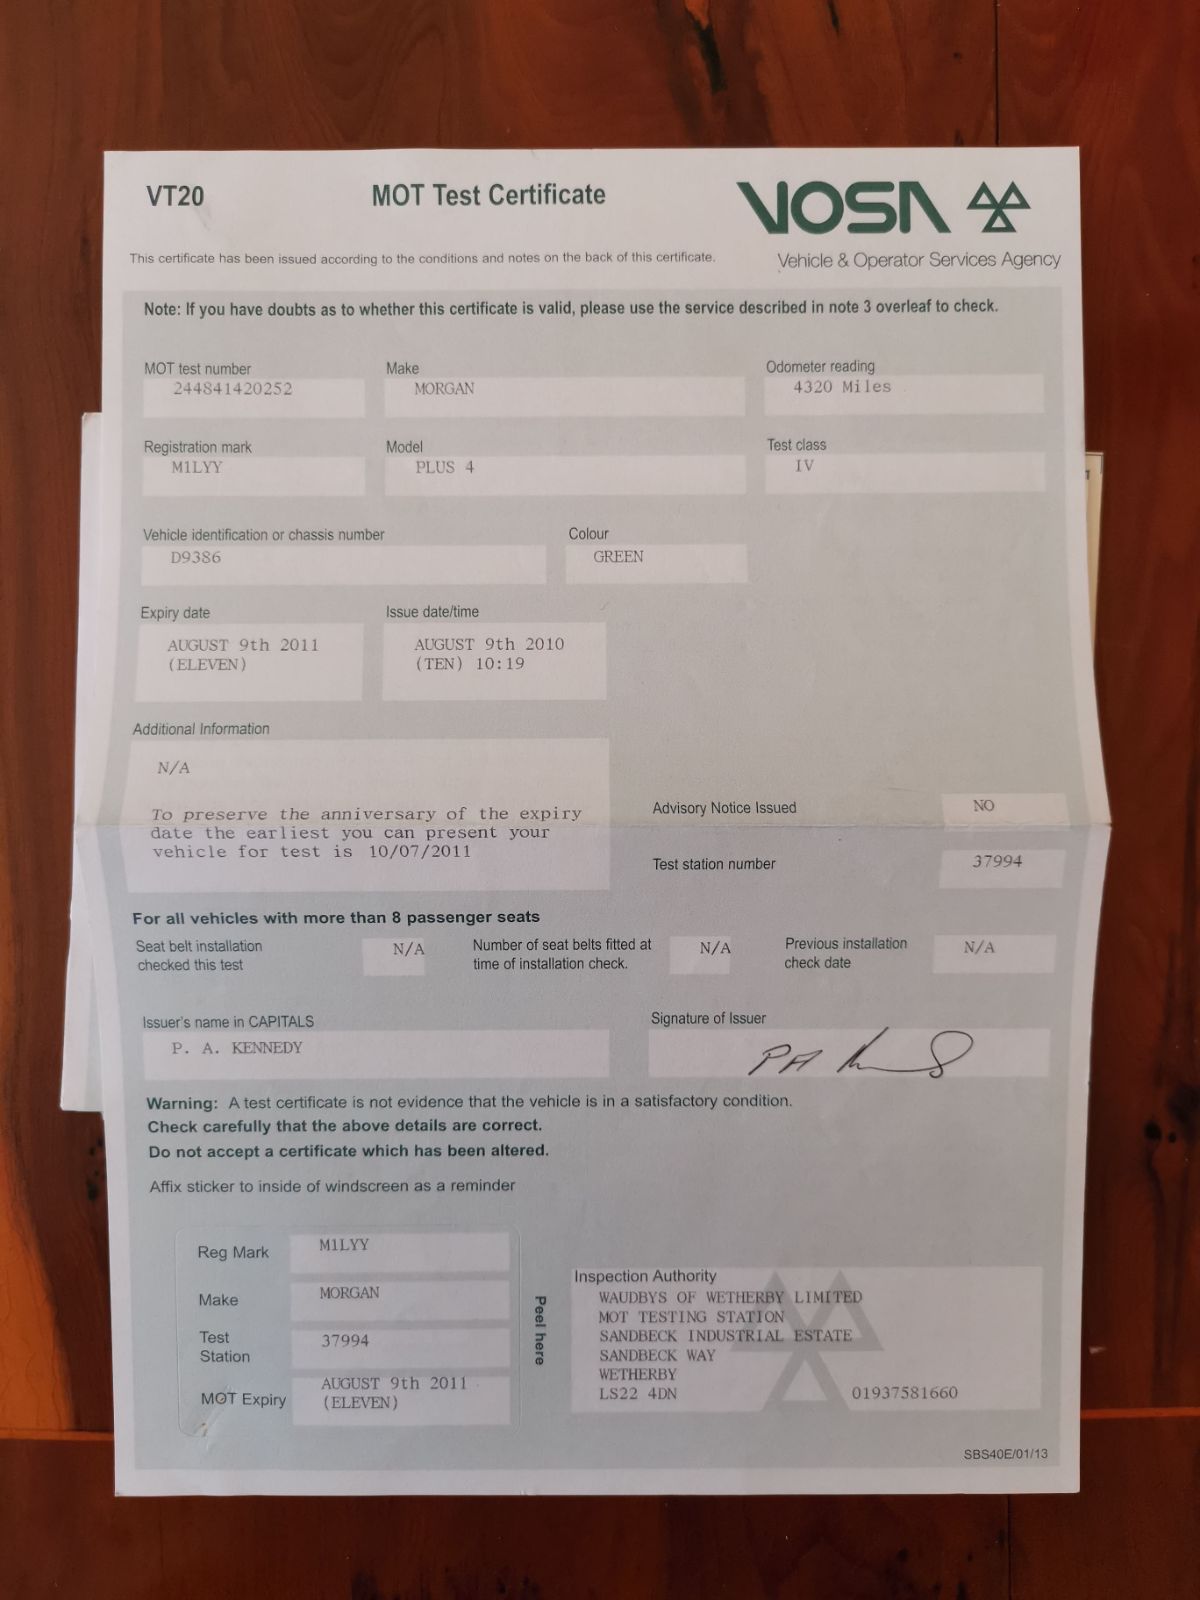 VT20
MOT Test Certificate
VOSA
Vehicle & Operator Services Agency
This certificate has been issued according to the conditions and notes on the back of this certificate.
Note: If you have doubts as to whether this certificate is valid, please use the service described in note 3 overleaf to check.
MOT test number
244841420252
Make
MORGAN
Odometer reading
4320 Miles
Registration mark
M1LYY
Model
PLUS 4
Test class
IV
Vehicle identification or chassis number
D9386
Colour
GREEN
Expiry date
AUGUST 9th 2011
(ELEVEN)
Issue date/time
AUGUST 9th 2010
(TEN) 10:19
Additional Information
N/A
To preserve the anniversary of the expiry
date the earliest you can present your
vehicle for test is 10/07/2011
Advisory Notice Issued
NO
Test station number
37994
For all vehicles with more than 8 passenger seats
Seat belt installation
checked this test
N/A
Number of seat belts fitted at
time of installation check.
N/A
Previous installation
check date
N/A
Issuer's name in CAPITALS
P. A. KENNEDY
Signature of Issuer
Warning: A test certificate is not evidence that the vehicle is in a satisfactory condition.
Check carefully that the above details are correct.
Do not accept a certificate which has been altered.
Affix sticker to inside of windscreen as a reminder
Reg Mark
M1LYY
Make
MORGAN
Test
Station
37994
MOT Expiry
AUGUST 9th 2011
(ELEVEN)
Peel here
Inspection Authority
WAUDBYS OF WETHERBY LIMITED
MOT TESTING STATION
SANDBECK INDUSTRIAL ESTATE
SANDBECK WAY
WETHERBY
LS22 4DN
01937581660
SBS40E/01/13